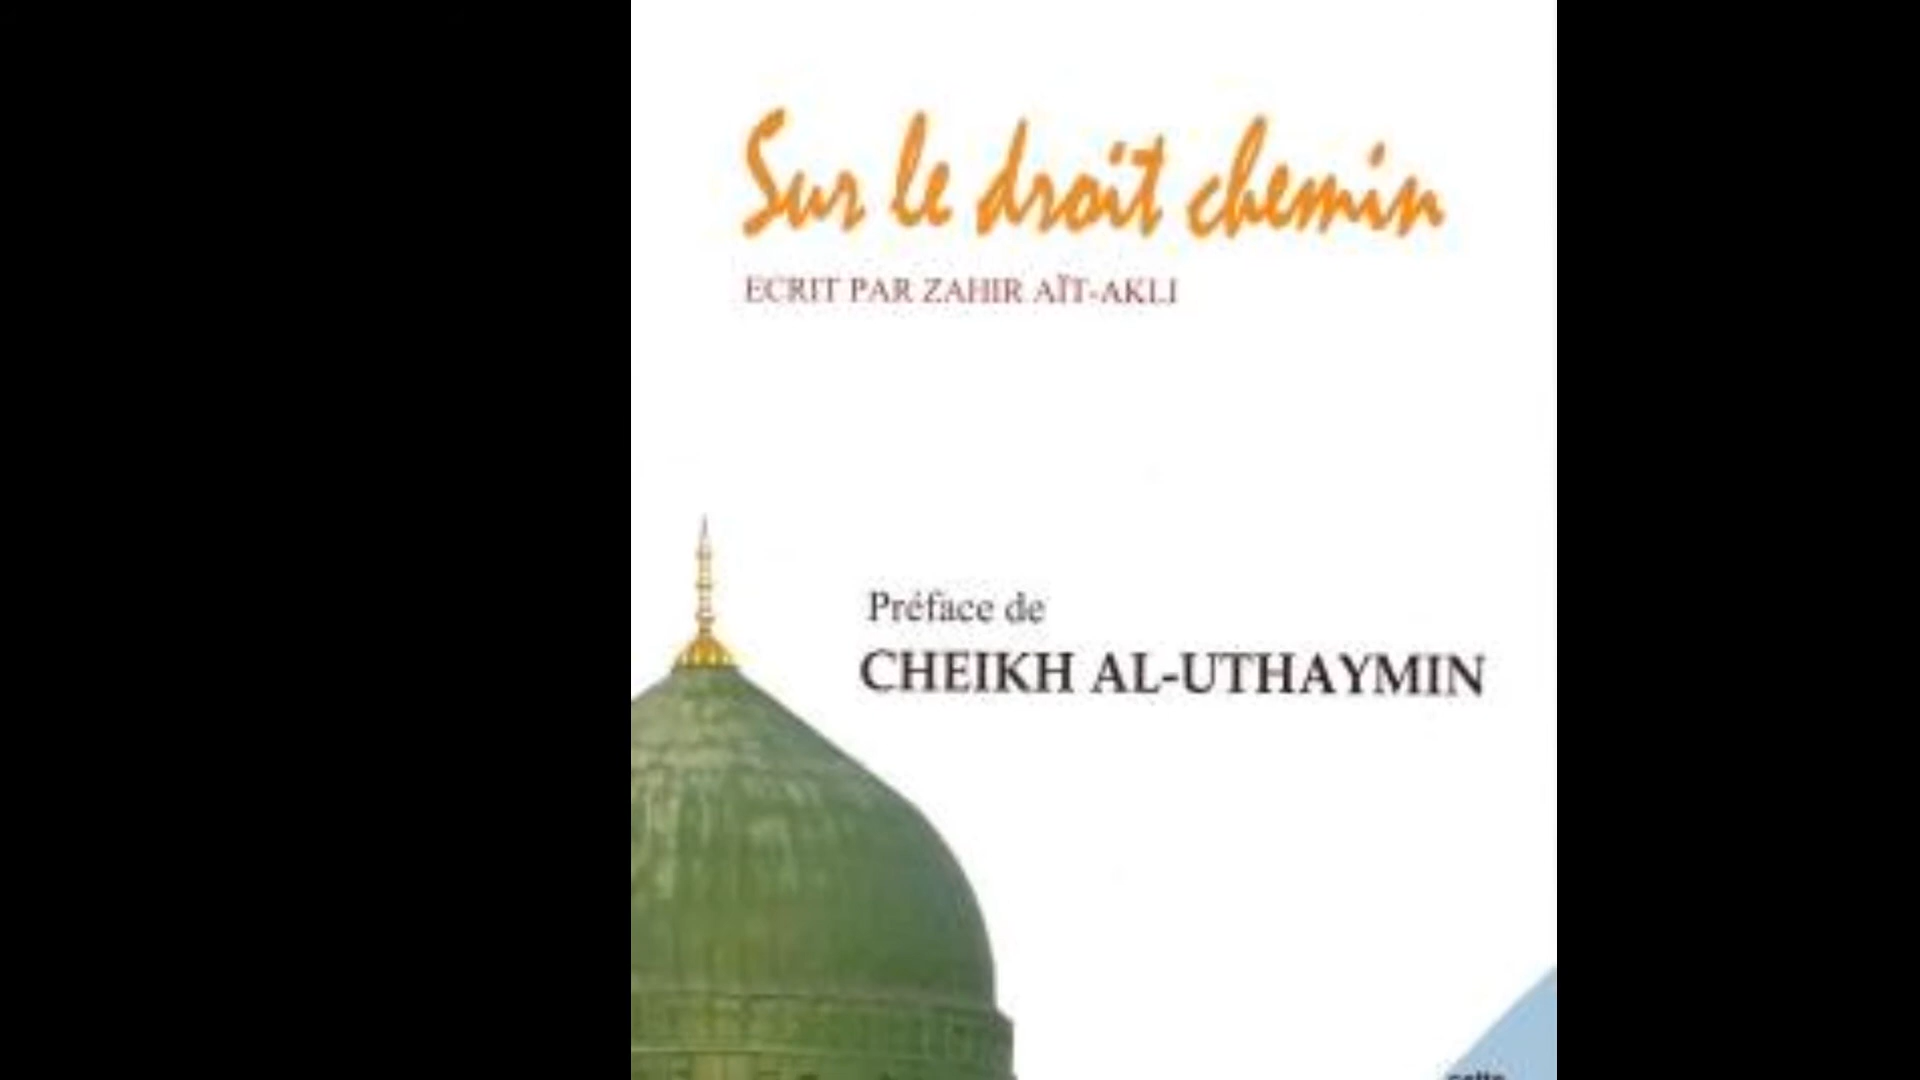 Sur le droit chemin
ECRIT PAR ZAHIR AÏT-AKLI
Préface de
CHEIKH AL-UTHAYMIN